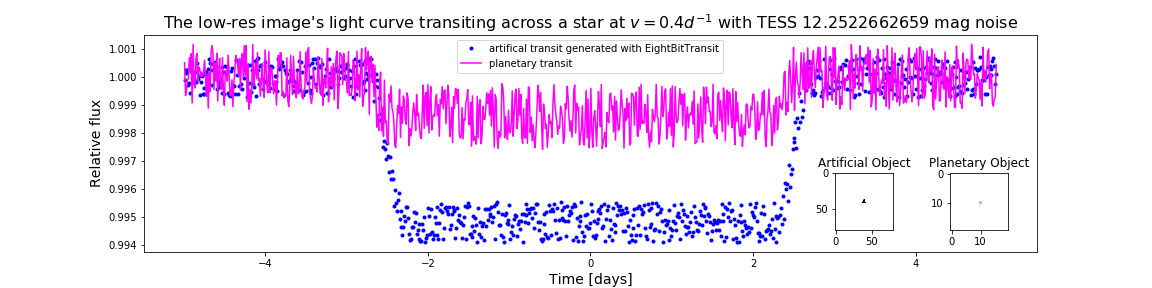 The low-res image's light curve transiting across a star at v = 0.4d⁻¹ with TESS 12.2522662659 mag noise
artifical transit generated with EightBitTransit
planetary transit
Relative flux
1.001
1.000
0.999
0.998
0.997
0.996
0.995
0.994
Artificial Object
0
50
0 50
Planetary Object
0
10
0 10
−4 −2 0 2 4
Time [days]